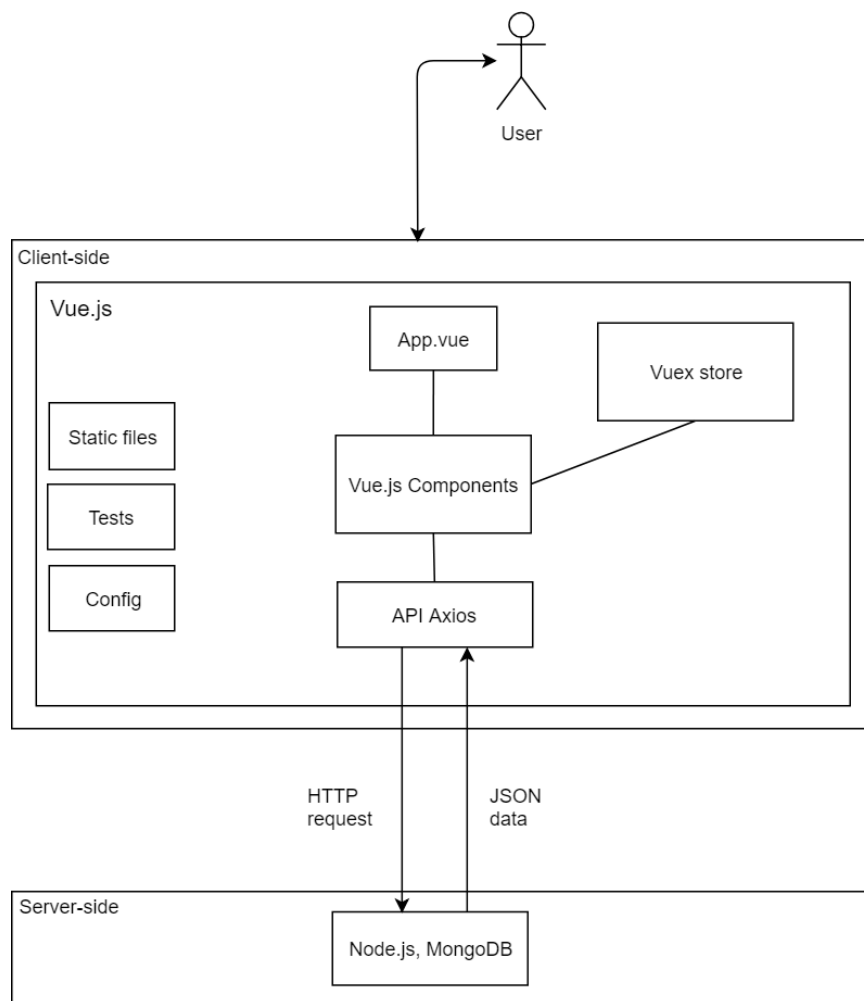 User
Client-side
Vue.js
App.vue
Vuex store
Static files
Vue.js Components
Tests
Config
API Axios
HTTP
request
JSON
data
Server-side
Node.js, MongoDB